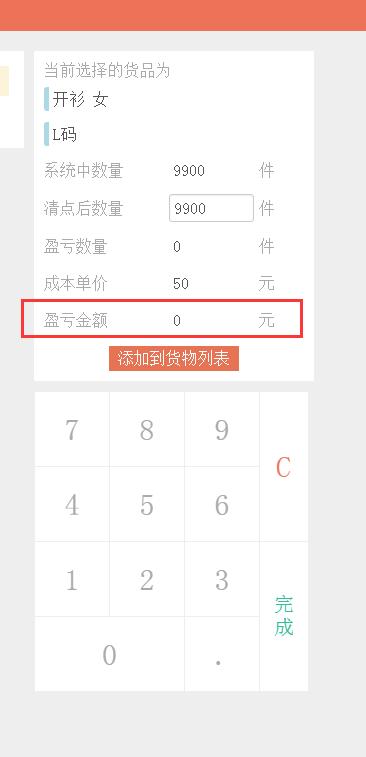 当前选择的货品为
开衫 女
L码
系统中数量 9900 件
清点后数量 9900 件
盈亏数量 0 件
成本单价 50 元
盈亏金额 0 元
添加到货物列表
7 8 9
C
4 5 6
1 2 3
完成
0 .